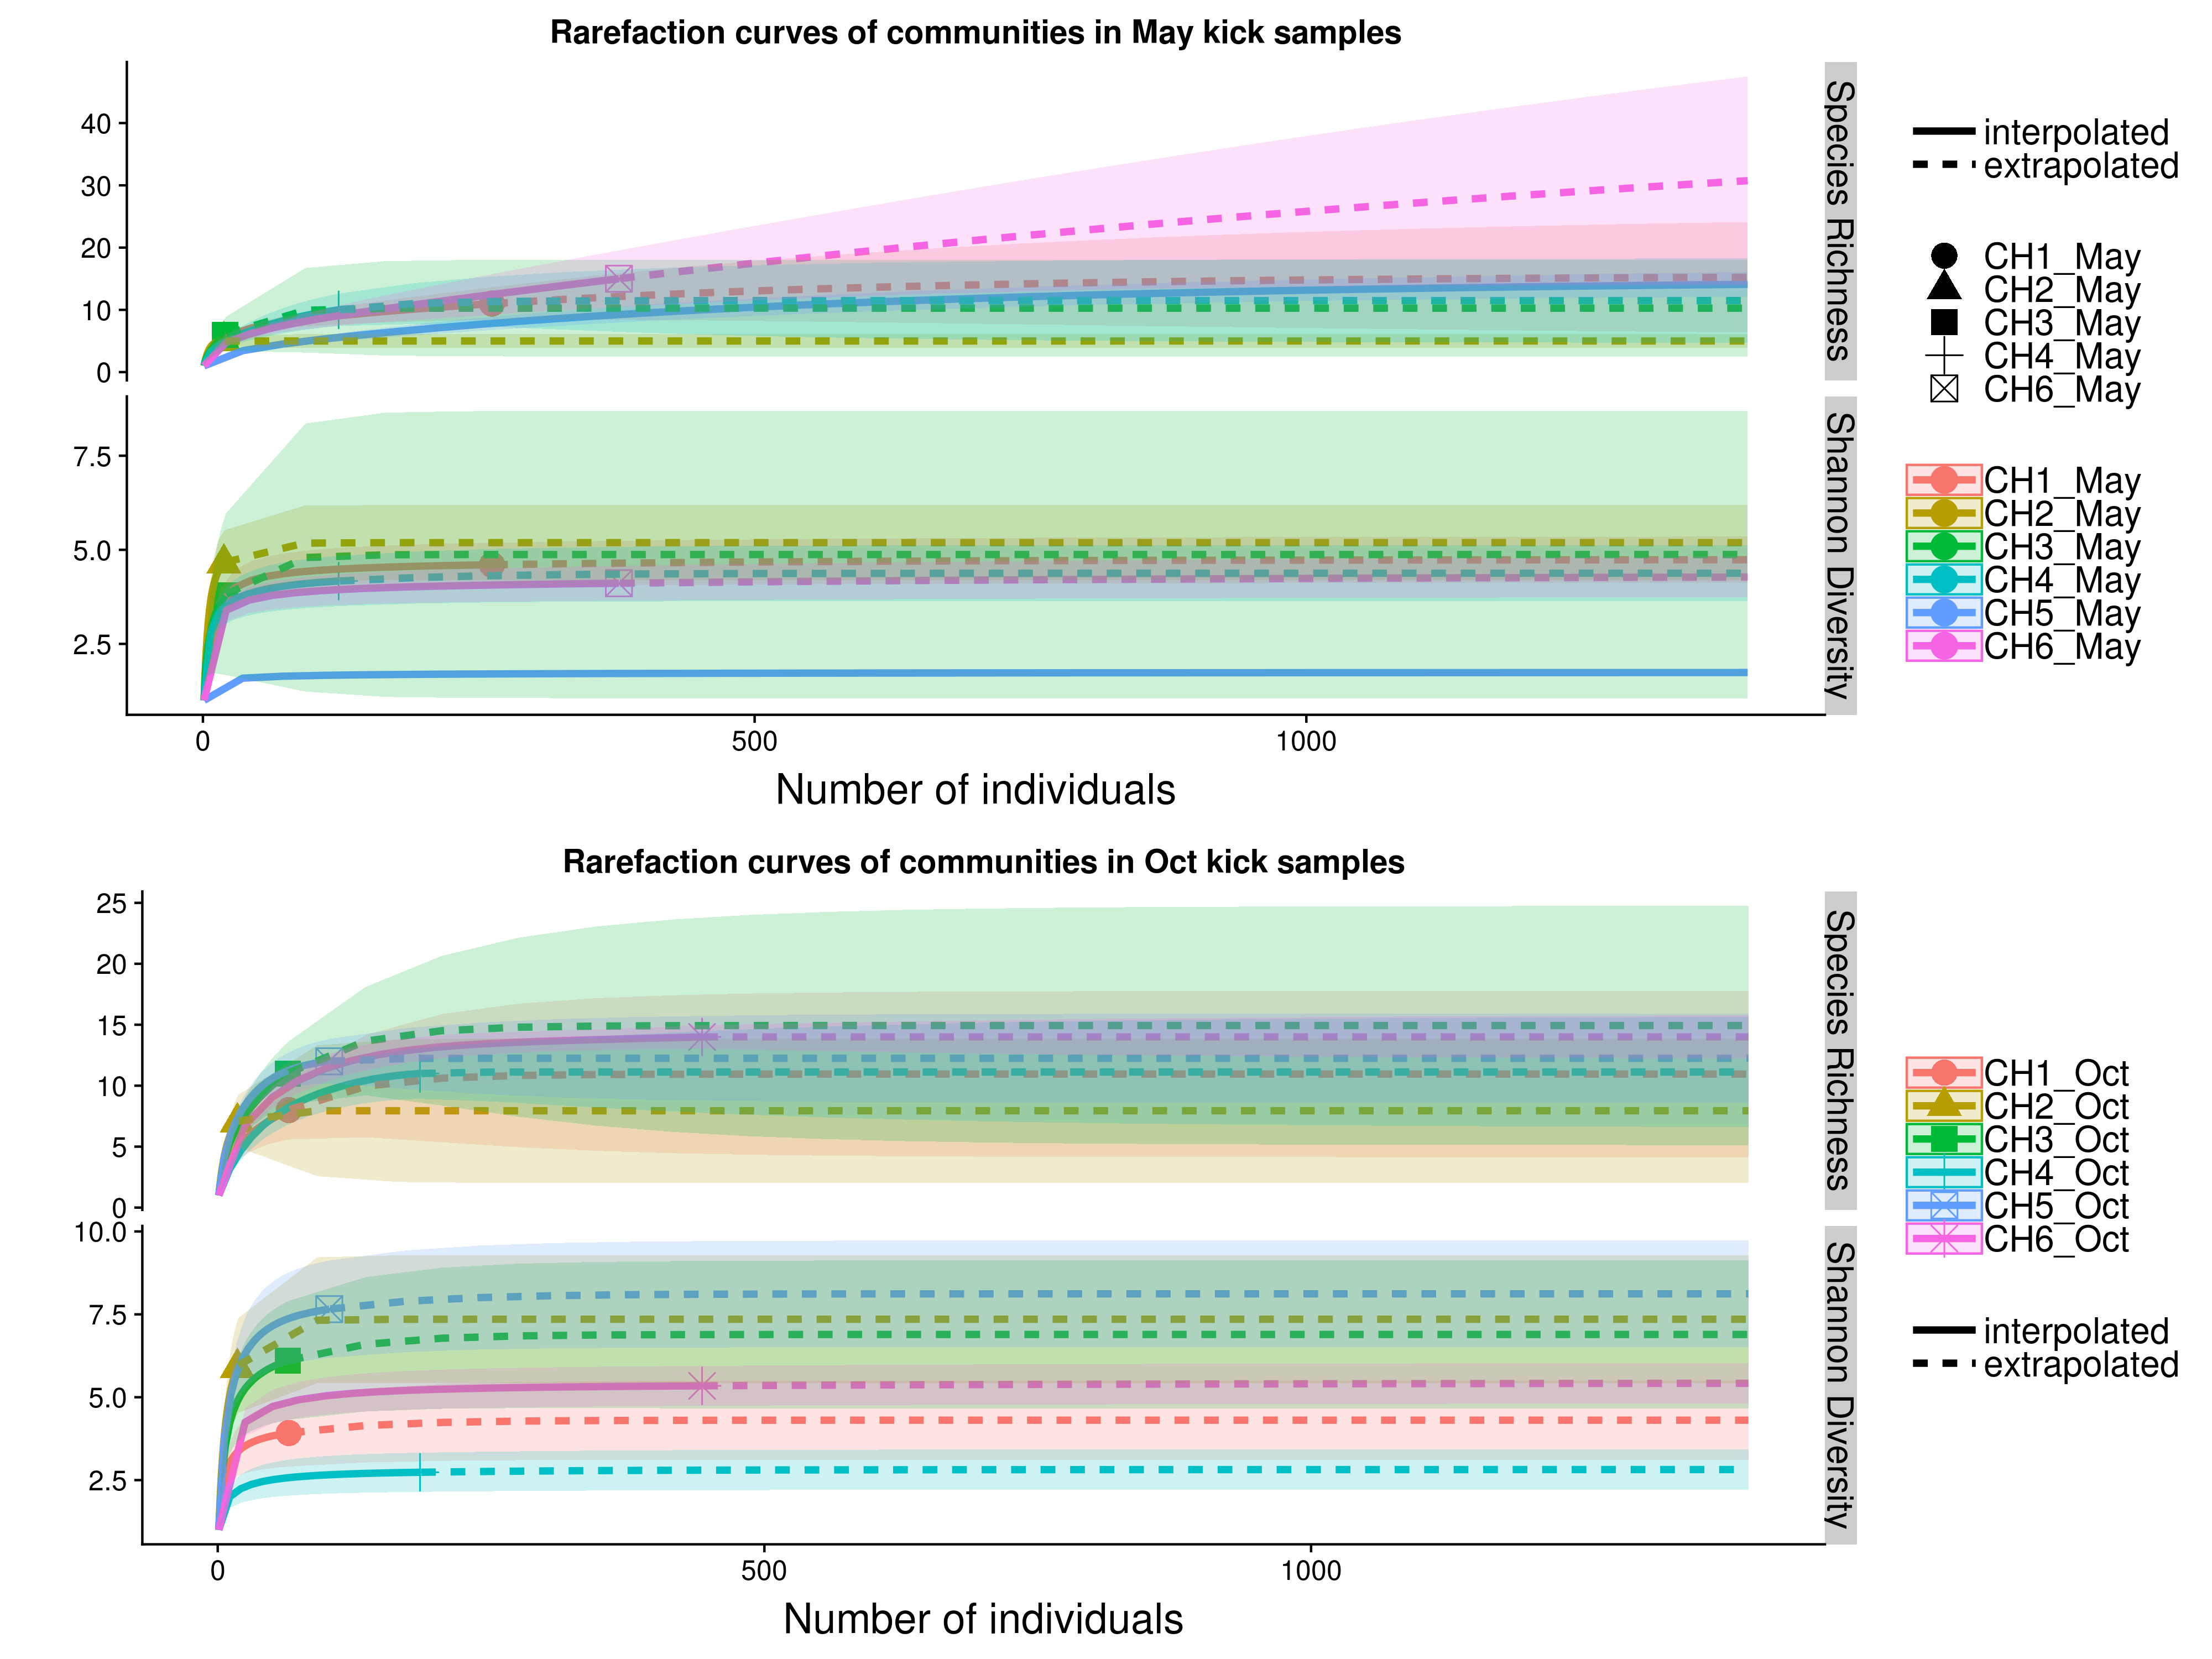 Rarefaction curves of communities in May kick samples
40
30
20
10
0
Species Richness
7.5
5.0
2.5
Shannon Diversity
0 500 1000
Number of individuals
interpolated
extrapolated
CH1_May
CH2_May
CH3_May
CH4_May
CH6_May
CH1_May
CH2_May
CH3_May
CH4_May
CH5_May
CH6_May
Rarefaction curves of communities in Oct kick samples
25
20
15
10
5
0
Species Richness
10.0
7.5
5.0
2.5
Shannon Diversity
0 500 1000
Number of individuals
CH1_Oct
CH2_Oct
CH3_Oct
CH4_Oct
CH5_Oct
CH6_Oct
interpolated
extrapolated